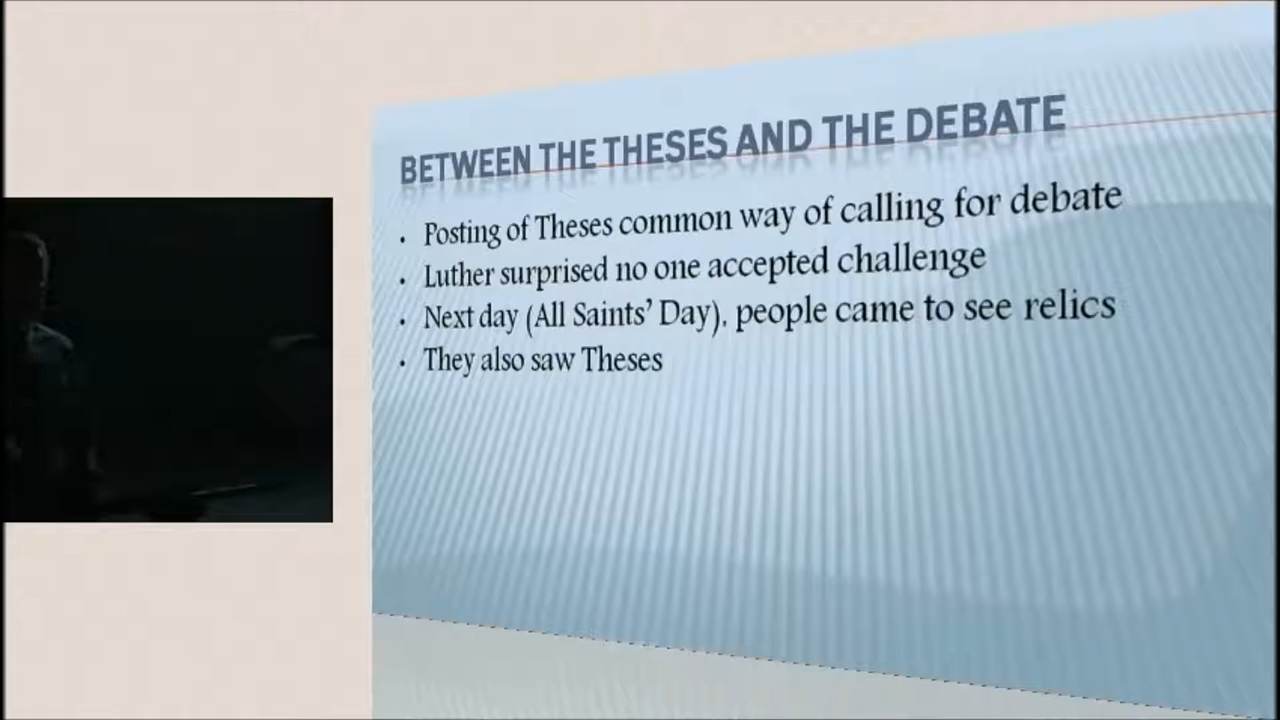 BETWEEN THE THESES AND THE DEBATE
• Posting of Theses common way of calling for debate
• Luther surprised no one accepted challenge
• Next day (All Saints’ Day), people came to see relics
• They also saw Theses